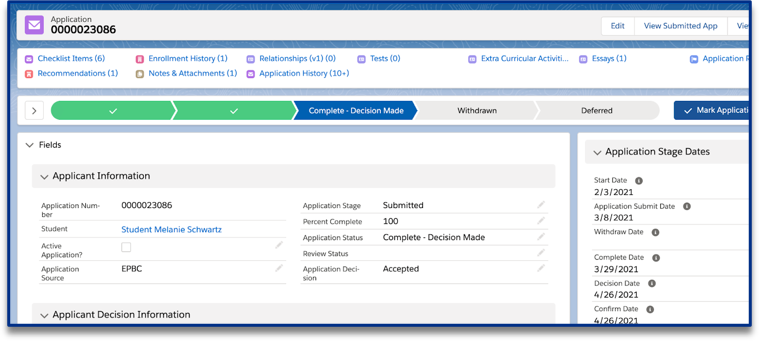 Application
0000023086
Edit
View Submitted App
Checklist Items (6)
Enrollment History (1)
Relationships (v1) (0)
Tests (0)
Extra Curricular Activiti...
Essays (1)
Application
Recommendations (1)
Notes & Attachments (1)
Application History (10+)
Complete - Decision Made
Withdrawn
Deferred
Mark
Fields
Applicant Information
Application Num-
ber
0000023086
Student
Student Melanie Schwartz
Active
Application?
Application
Source
EPBC
Application Stage
Submitted
Percent Complete
100
Application Status
Complete - Decision Made
Review Status
Application Deci-
sion
Accepted
Applicant Decision Information
Application Stage Dates
Start Date
2/3/2021
Application Submit Date
3/8/2021
Withdraw Date
Complete Date
3/29/2021
Decision Date
4/26/2021
Confirm Date
4/26/2021